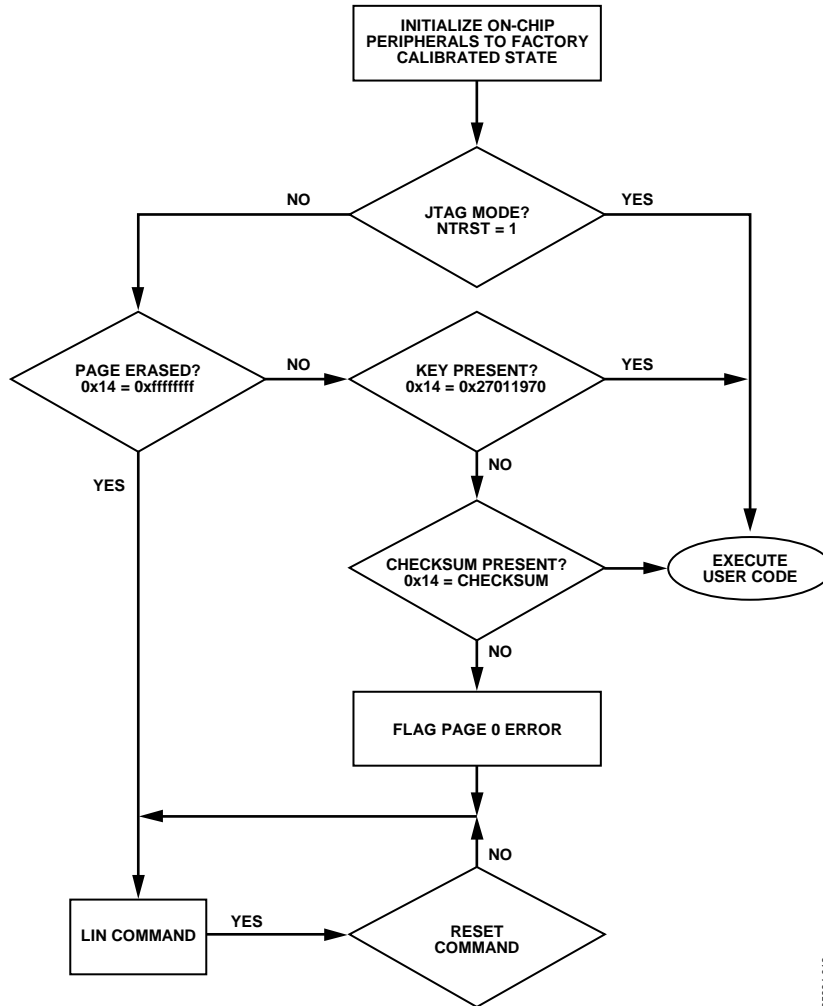 INITIALIZE ON-CHIP
PERIPHERALS TO FACTORY
CALIBRATED STATE
NO
JTAG MODE?
NTRST = 1
YES
PAGE ERASED?
0x14 = 0xffffffff
NO
KEY PRESENT?
0x14 = 0x27011970
YES
NO
YES
CHECKSUM PRESENT?
0x14 = CHECKSUM
EXECUTE
USER CODE
NO
FLAG PAGE 0 ERROR
NO
LIN COMMAND
YES
RESET
COMMAND